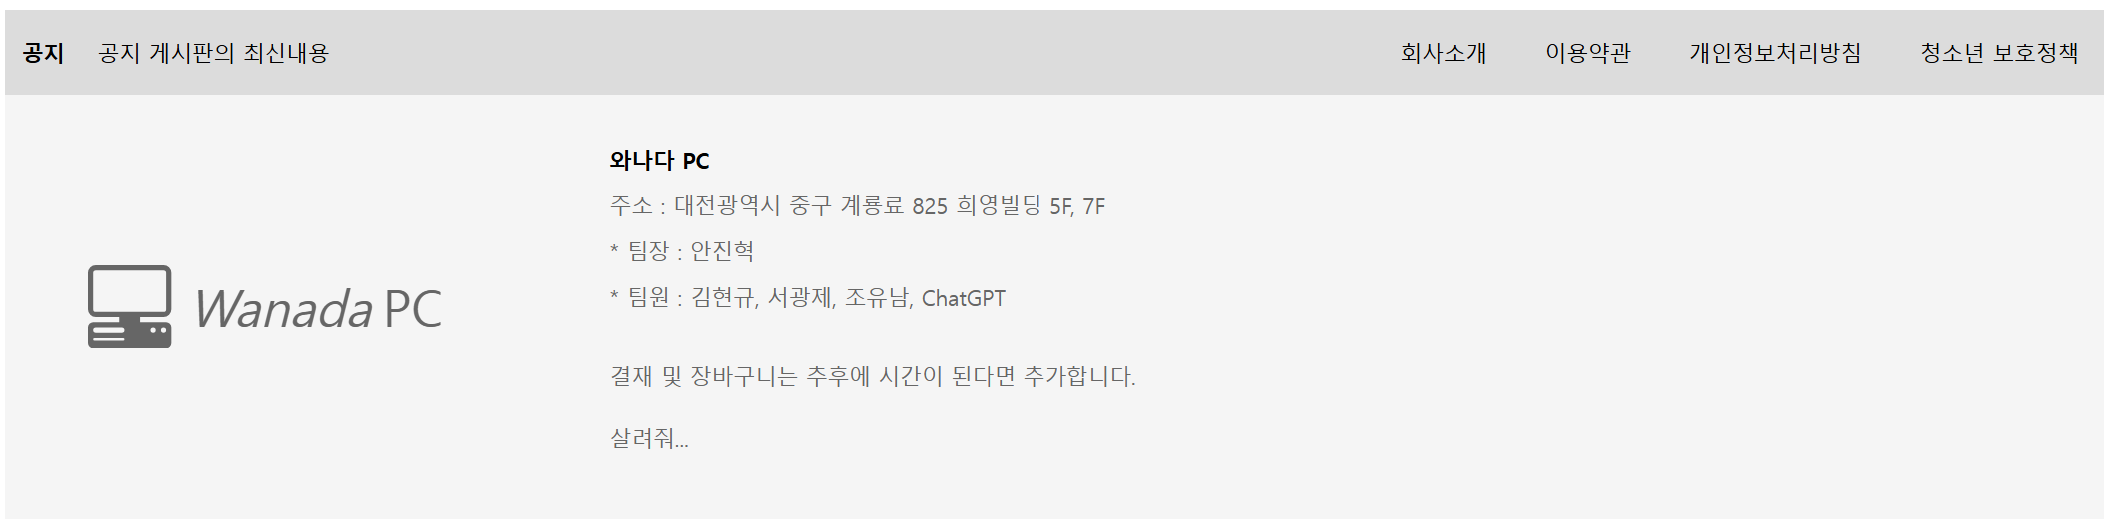 공지 공지 게시판의 최신내용 회사소개 이용약관 개인정보처리방침 청소년 보호정책
와나다 PC
주소 : 대전광역시 중구 계룡료 825 희영빌딩 5F, 7F
* 팀장 : 안진혁
* 팀원 : 김현규, 서광제, 조유남, ChatGPT
Wanada PC
결재 및 장바구니는 추후에 시간이 된다면 추가합니다.
살려줘...